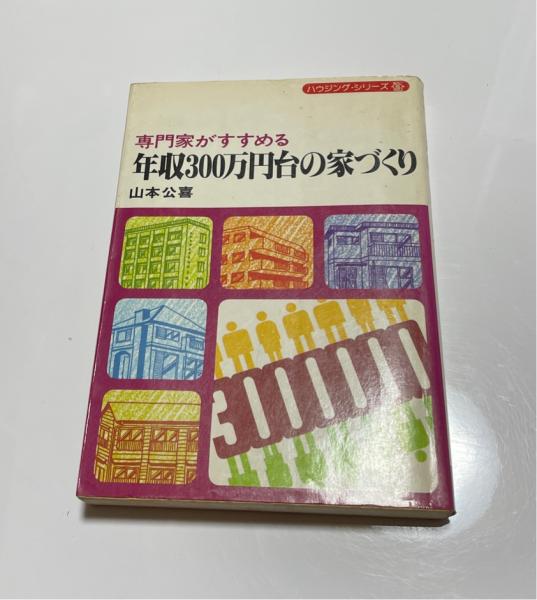 ハウジング・シリーズ
専門家がすすめる
年収300万円台の家づくり
山本公喜
3000000